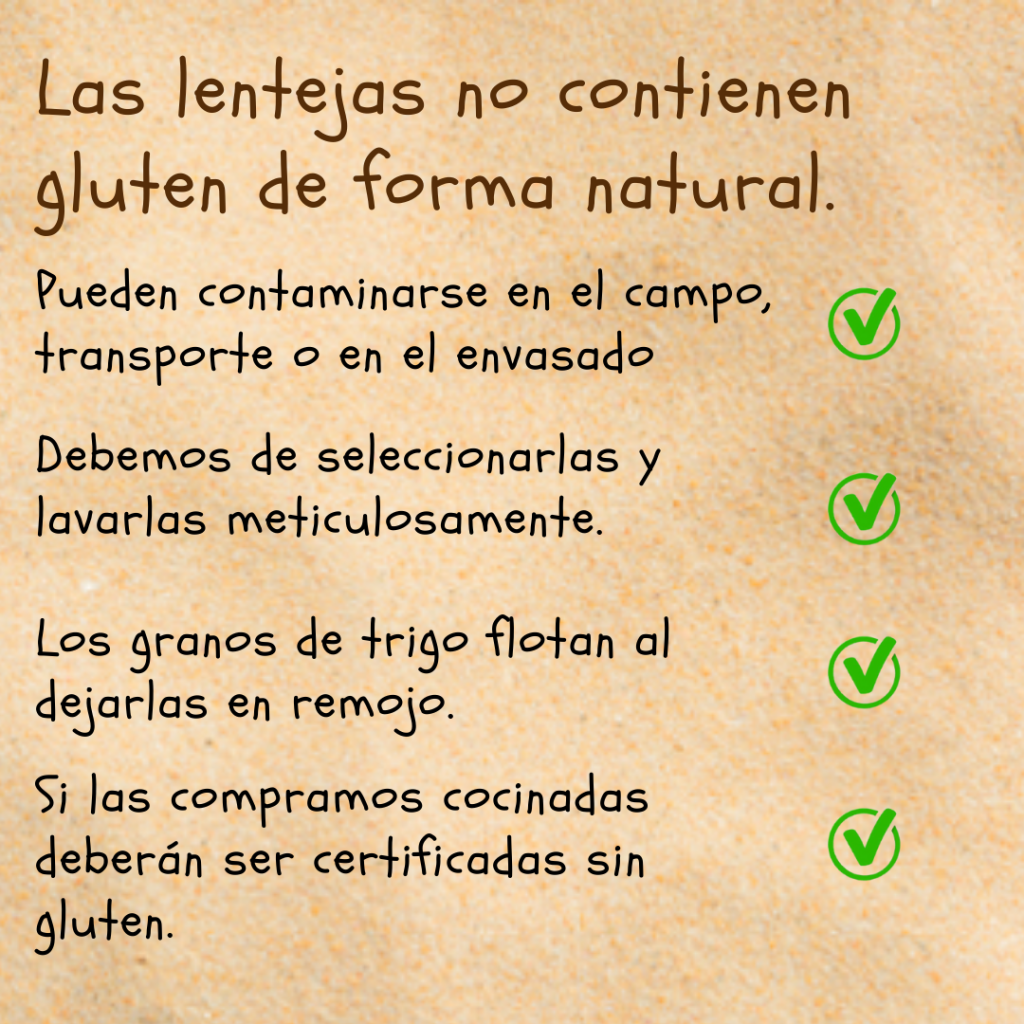 Las lentejas no contienen
gluten de forma natural.
Pueden contaminarse en el campo,
transporte o en el envasado
Debemos de seleccionarlas y
lavarlas meticulosamente.
Los granos de trigo flotan al
dejarlas en remojo.
Si las compramos cocinadas
deberán ser certificadas sin
gluten.